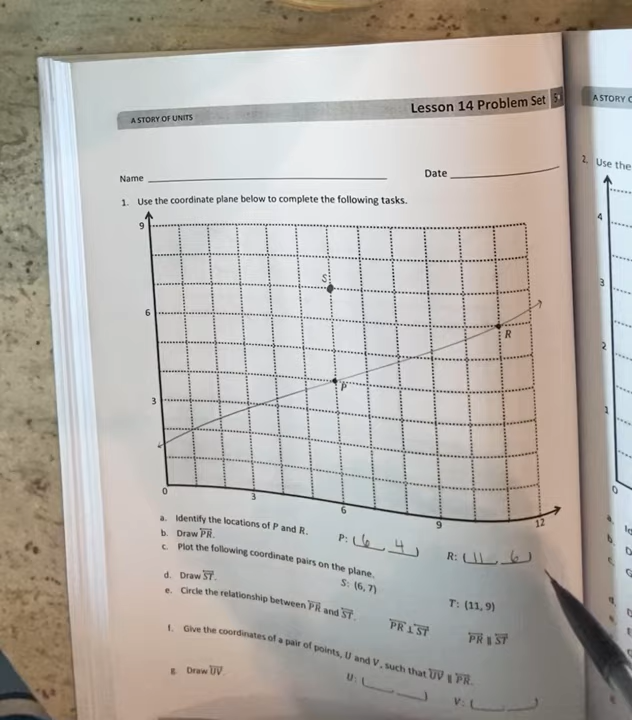 A STORY OF UNITS
Lesson 14 Problem Set 5
Name
Date
1. Use the coordinate plane below to complete the following tasks.
9
S
6
R
P
3
0
3
6
9
12
a. Identify the locations of P and R.
P: (6 4)
R: (11 6)
b. Draw PR.
c. Plot the following coordinate pairs on the plane.
S: (6, 7)
T: (11, 9)
d. Draw ST.
e. Circle the relationship between PR and ST.
PR ⊥ ST
PR ∥ ST
f. Give the coordinates of a pair of points, U and V, such that UV ∥ PR.
U: ( )
V: ( )
g. Draw UV.
A STORY
2. Use the
4
3
2
1
0